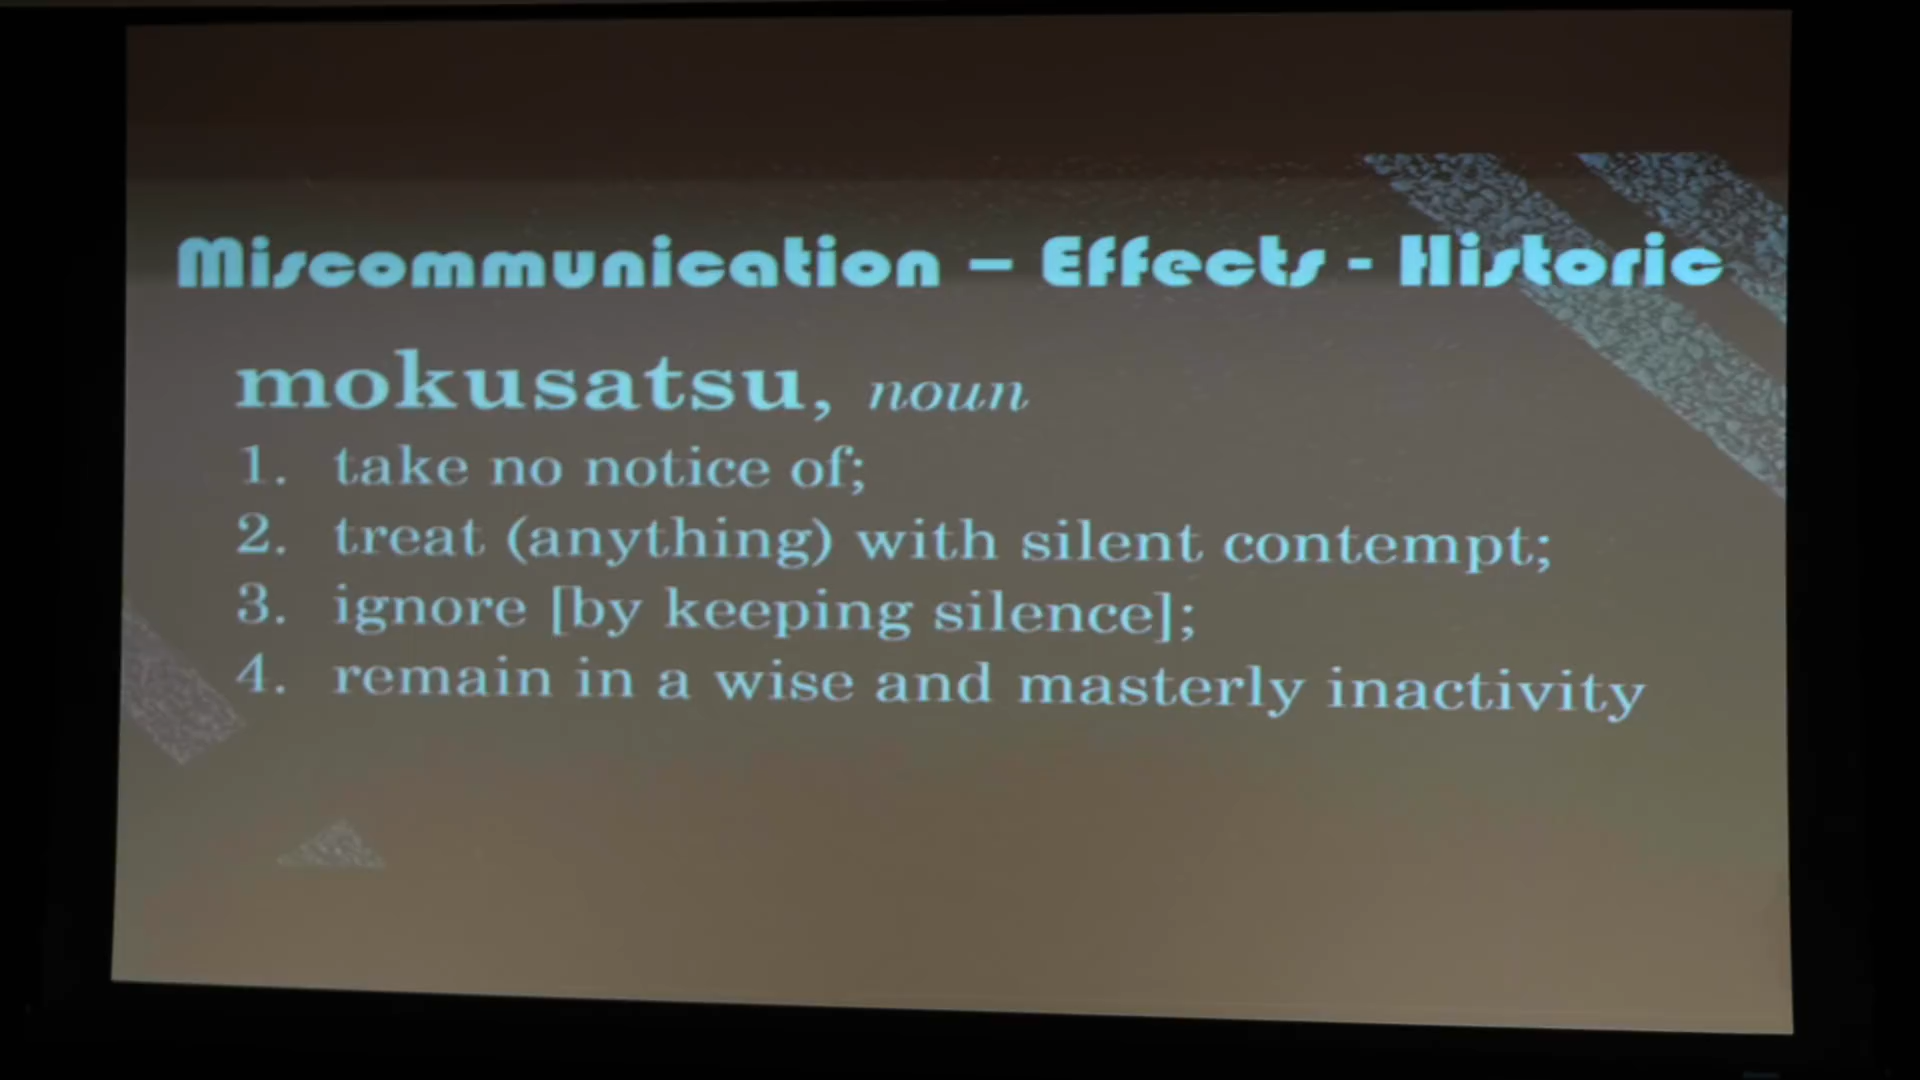 Miscommunication – Effects - Historic
mokusatsu, noun
1. take no notice of;
2. treat (anything) with silent contempt;
3. ignore [by keeping silence];
4. remain in a wise and masterly inactivity